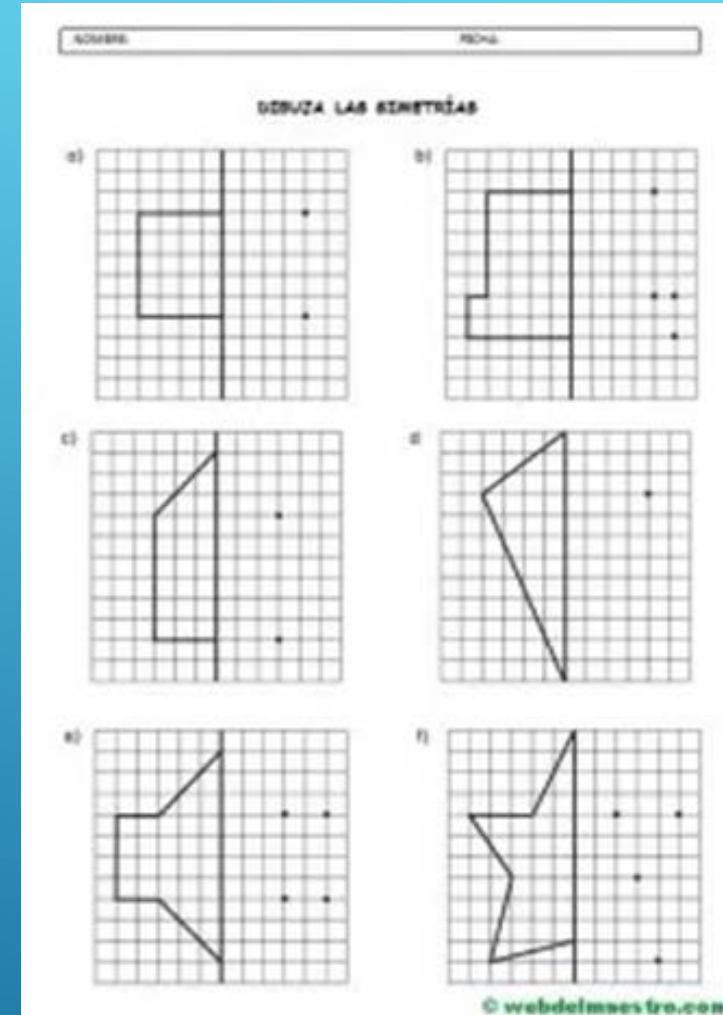 NOMBRE: FECHA:
DIBUJA LAS SIMETRÍAS
a) b)
c)
e) f)
© webdelmaestro.com